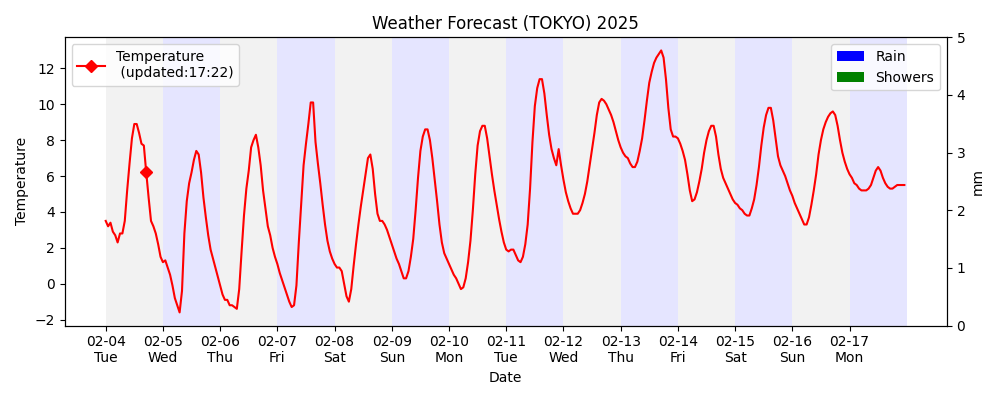 Weather Forecast (TOKYO) 2025
Temperature
(updated:17:22)
Rain
Showers
Temperature
12
10
8
6
4
2
0
−2
5
4
3
2
1
0
mm
02-04 02-05 02-06 02-07 02-08 02-09 02-10 02-11 02-12 02-13 02-14 02-15 02-16 02-17
Tue Wed Thu Fri Sat Sun Mon Tue Wed Thu Fri Sat Sun Mon
Date